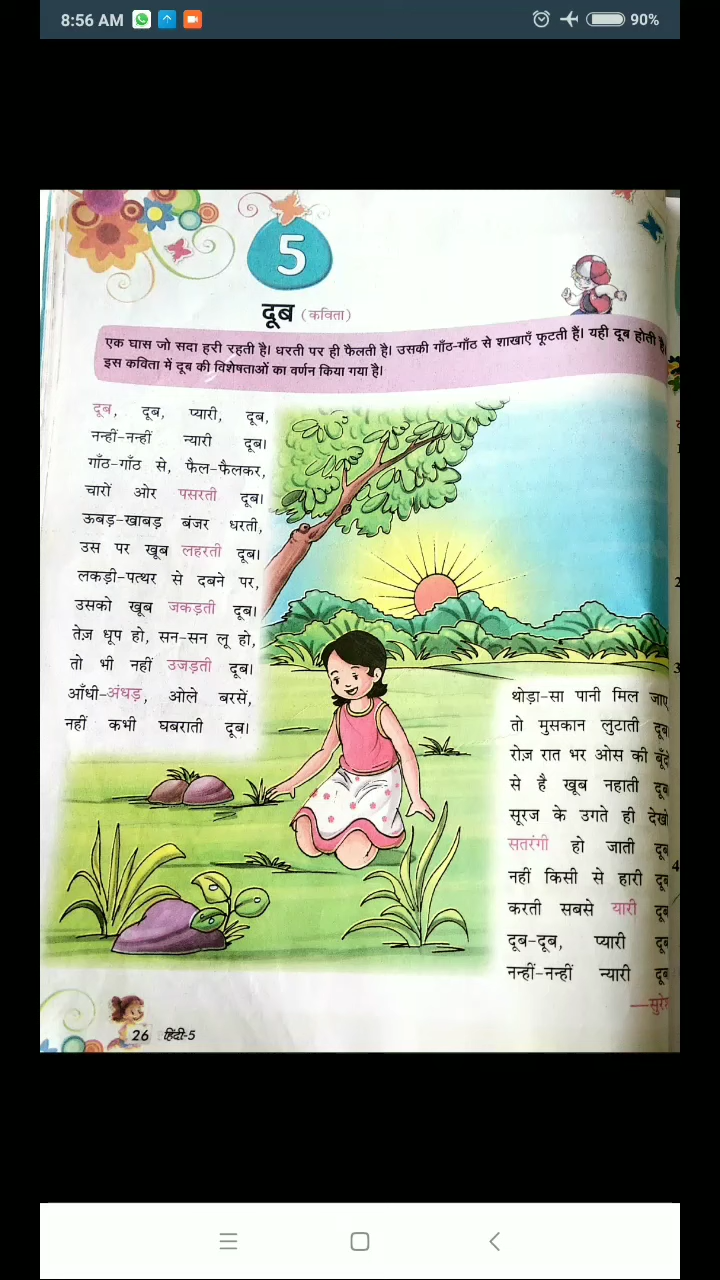 8:56 AM
90%
5
दूब (कविता)
एक घास जो सदा हरी रहती है। धरती पर ही फैलती है। उसकी गाँठ-गाँठ से शाखाएँ फूटती हैं। यही दूब होती है।
इस कविता में दूब की विशेषताओं का वर्णन किया गया है।
दूब, दूब, प्यारी, दूब,
नन्हीं-नन्हीं न्यारी दूब।
गाँठ-गाँठ से, फैल-फैलकर,
चारों ओर पसरती दूब।
ऊबड़-खाबड़ बंजर धरती,
उस पर खूब लहरती दूब।
लकड़ी-पत्थर से दबने पर,
उसको खूब जकड़ती दूब।
तेज़ धूप हो, सन-सन लू हो,
तो भी नहीं उजड़ती दूब।
आँधी-अंधड़, ओले बरसें,
नहीं कभी घबराती दूब।
थोड़ा-सा पानी मिल जाए
तो मुसकान लुटाती दूब
रोज़ रात भर ओस की बूँदें
से है खूब नहाती दूब
सूरज के उगते ही देखो
सतरंगी हो जाती दूब
नहीं किसी से हारी दूब
करती सबसे यारी दूब
दूब-दूब, प्यारी दूब
नन्हीं-नन्हीं न्यारी दूब
26 हिंदी-5
2
3
4